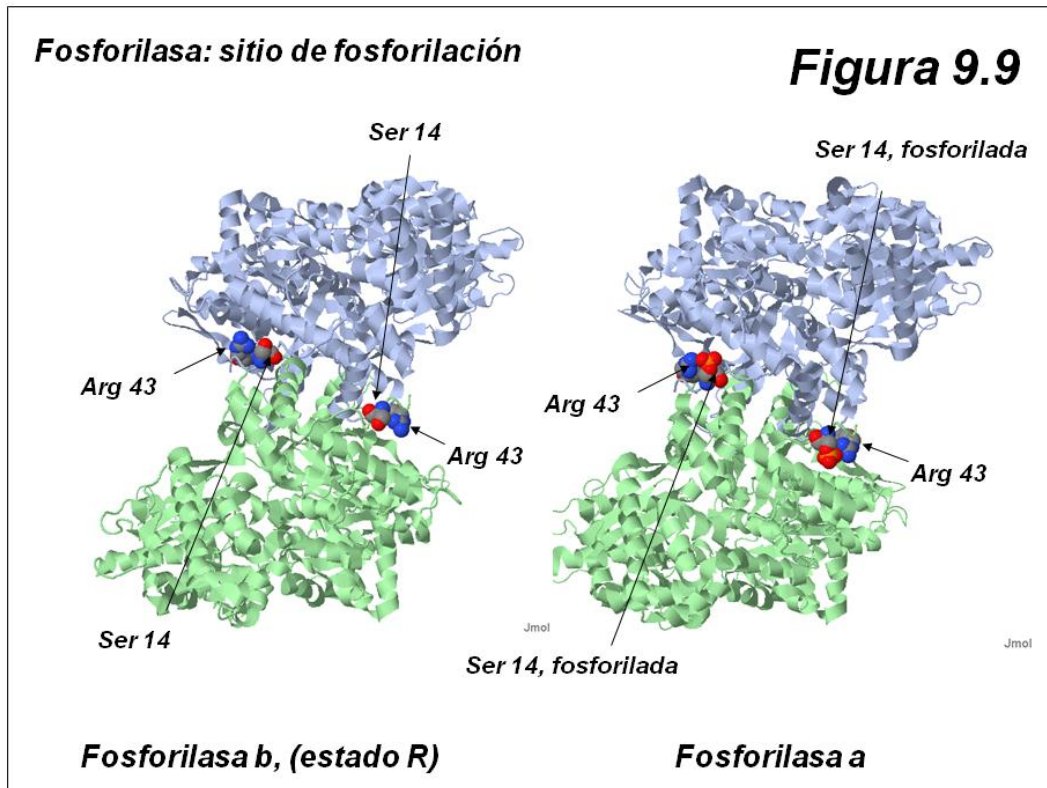 Fosforilasa: sitio de fosforilación
Figura 9.9
Ser 14
Ser 14, fosforilada
Arg 43
Arg 43
Arg 43
Arg 43
Ser 14
Jmol
Ser 14, fosforilada
Jmol
Fosforilasa b, (estado R)
Fosforilasa a